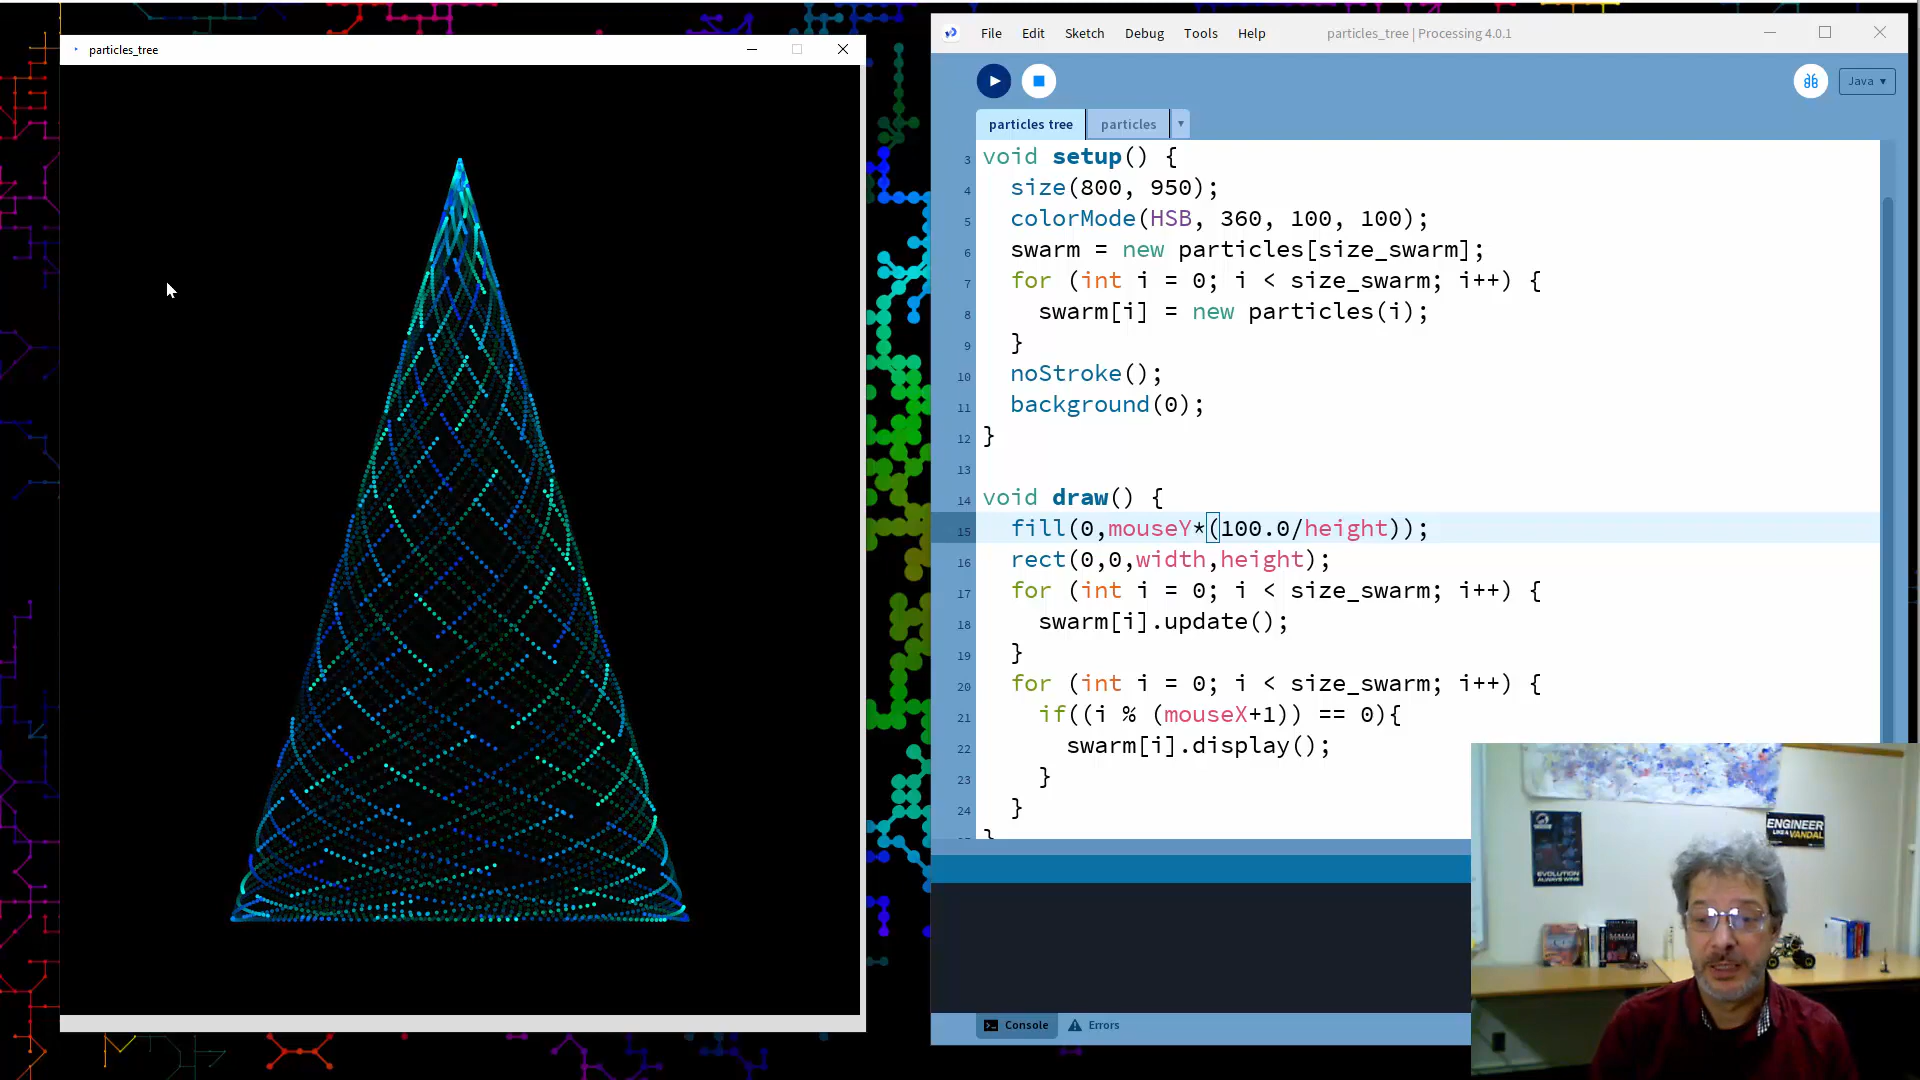 particles_tree
File Edit Sketch Debug Tools Help
particles_tree | Processing 4.0.1
Java
particles tree
particles
3 void setup() {
4 size(800, 950);
5 colorMode(HSB, 360, 100, 100);
6 swarm = new particles[size_swarm];
7 for (int i = 0; i < size_swarm; i++) {
8 swarm[i] = new particles(i);
9 }
10 noStroke();
11 background(0);
12 }
13
14 void draw() {
15 fill(0,mouseY*(100.0/height));
16 rect(0,0,width,height);
17 for (int i = 0; i < size_swarm; i++) {
18 swarm[i].update();
19 }
20 for (int i = 0; i < size_swarm; i++) {
21 if((i % (mouseX+1)) == 0){
22 swarm[i].display();
23 }
24 }
}
Console
Errors
ENGINEER
LIKE A VANDAL
EVOLUTION
ALWAYS WINS